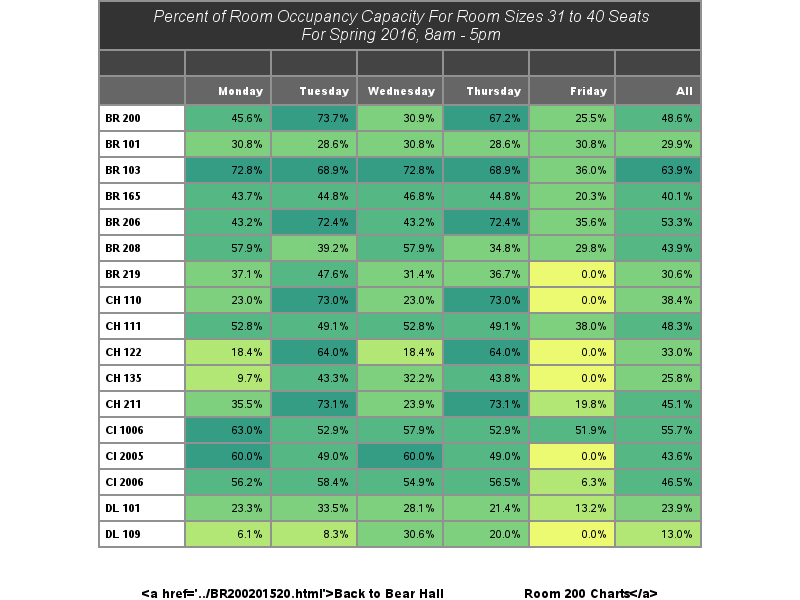 Percent of Room Occupancy Capacity For Room Sizes 31 to 40 Seats
For Spring 2016, 8am - 5pm
Monday Tuesday Wednesday Thursday Friday All
BR 200 45.6% 73.7% 30.9% 67.2% 25.5% 48.6%
BR 101 30.8% 28.6% 30.8% 28.6% 30.8% 29.9%
BR 103 72.8% 68.9% 72.8% 68.9% 36.0% 63.9%
BR 165 43.7% 44.8% 46.8% 44.8% 20.3% 40.1%
BR 206 43.2% 72.4% 43.2% 72.4% 35.6% 53.3%
BR 208 57.9% 39.2% 57.9% 34.8% 29.8% 43.9%
BR 219 37.1% 47.6% 31.4% 36.7% 0.0% 30.6%
CH 110 23.0% 73.0% 23.0% 73.0% 0.0% 38.4%
CH 111 52.8% 49.1% 52.8% 49.1% 38.0% 48.3%
CH 122 18.4% 64.0% 18.4% 64.0% 0.0% 33.0%
CH 135 9.7% 43.3% 32.2% 43.8% 0.0% 25.8%
CH 211 35.5% 73.1% 23.9% 73.1% 19.8% 45.1%
CI 1006 63.0% 52.9% 57.9% 52.9% 51.9% 55.7%
CI 2005 60.0% 49.0% 60.0% 49.0% 0.0% 43.6%
CI 2006 56.2% 58.4% 54.9% 56.5% 6.3% 46.5%
DL 101 23.3% 33.5% 28.1% 21.4% 13.2% 23.9%
DL 109 6.1% 8.3% 30.6% 20.0% 0.0% 13.0%
<a href='../BR200201520.html'>Back to Bear Hall Room 200 Charts</a>